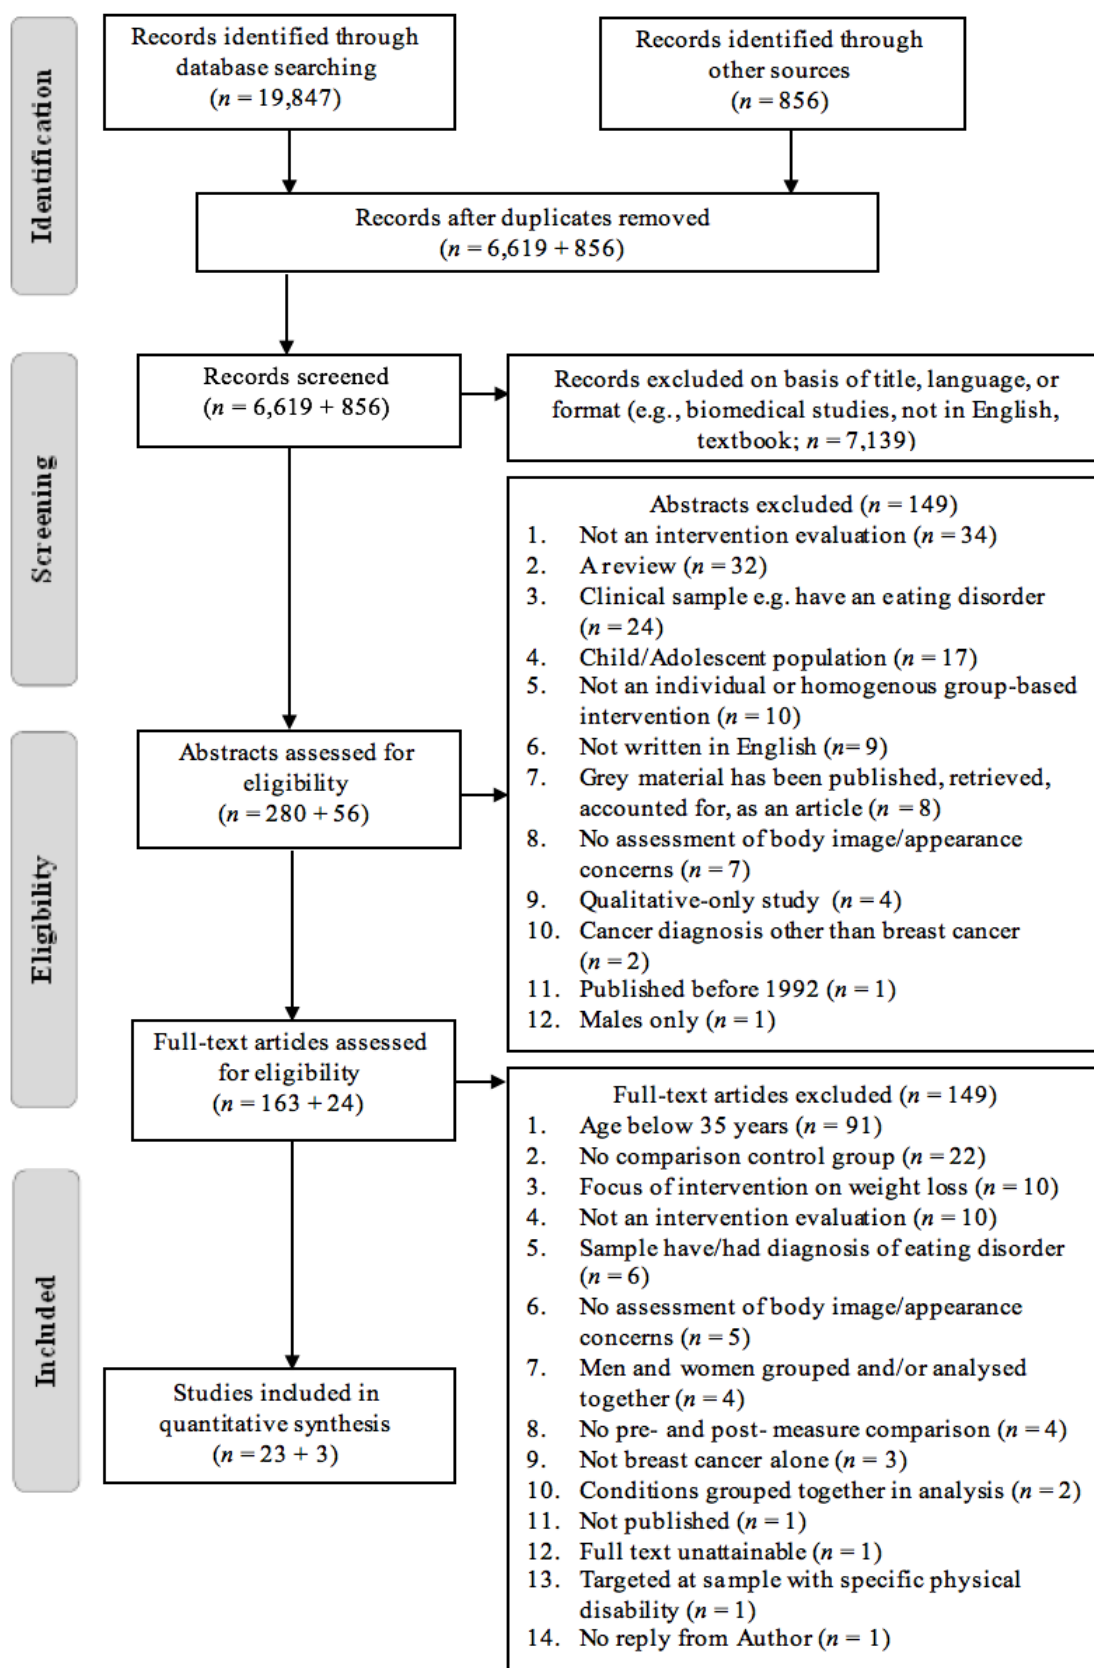 Identification
Records identified through
database searching
(n = 19,847)
Records identified through
other sources
(n = 856)
Records after duplicates removed
(n = 6,619 + 856)
Screening
Records screened
(n = 6,619 + 856)
Records excluded on basis of title, language, or
format (e.g., biomedical studies, not in English,
textbook; n = 7,139)
Abstracts excluded (n = 149)
1. Not an intervention evaluation (n = 34)
2. A review (n = 32)
3. Clinical sample e.g. have an eating disorder
(n = 24)
4. Child/Adolescent population (n = 17)
5. Not an individual or homogenous group-based
intervention (n = 10)
6. Not written in English (n= 9)
7. Grey material has been published, retrieved,
accounted for, as an article (n = 8)
8. No assessment of body image/appearance
concerns (n = 7)
9. Qualitative-only study (n = 4)
10. Cancer diagnosis other than breast cancer
(n = 2)
11. Published before 1992 (n = 1)
12. Males only (n = 1)
Eligibility
Abstracts assessed for
eligibility
(n = 280 + 56)
Full-text articles assessed
for eligibility
(n = 163 + 24)
Full-text articles excluded (n = 149)
1. Age below 35 years (n = 91)
2. No comparison control group (n = 22)
3. Focus of intervention on weight loss (n = 10)
4. Not an intervention evaluation (n = 10)
5. Sample have/had diagnosis of eating disorder
(n = 6)
6. No assessment of body image/appearance
concerns (n = 5)
7. Men and women grouped and/or analysed
together (n = 4)
8. No pre- and post- measure comparison (n = 4)
9. Not breast cancer alone (n = 3)
10. Conditions grouped together in analysis (n = 2)
11. Not published (n = 1)
12. Full text unattainable (n = 1)
13. Targeted at sample with specific physical
disability (n = 1)
14. No reply from Author (n = 1)
Included
Studies included in
quantitative synthesis
(n = 23 + 3)